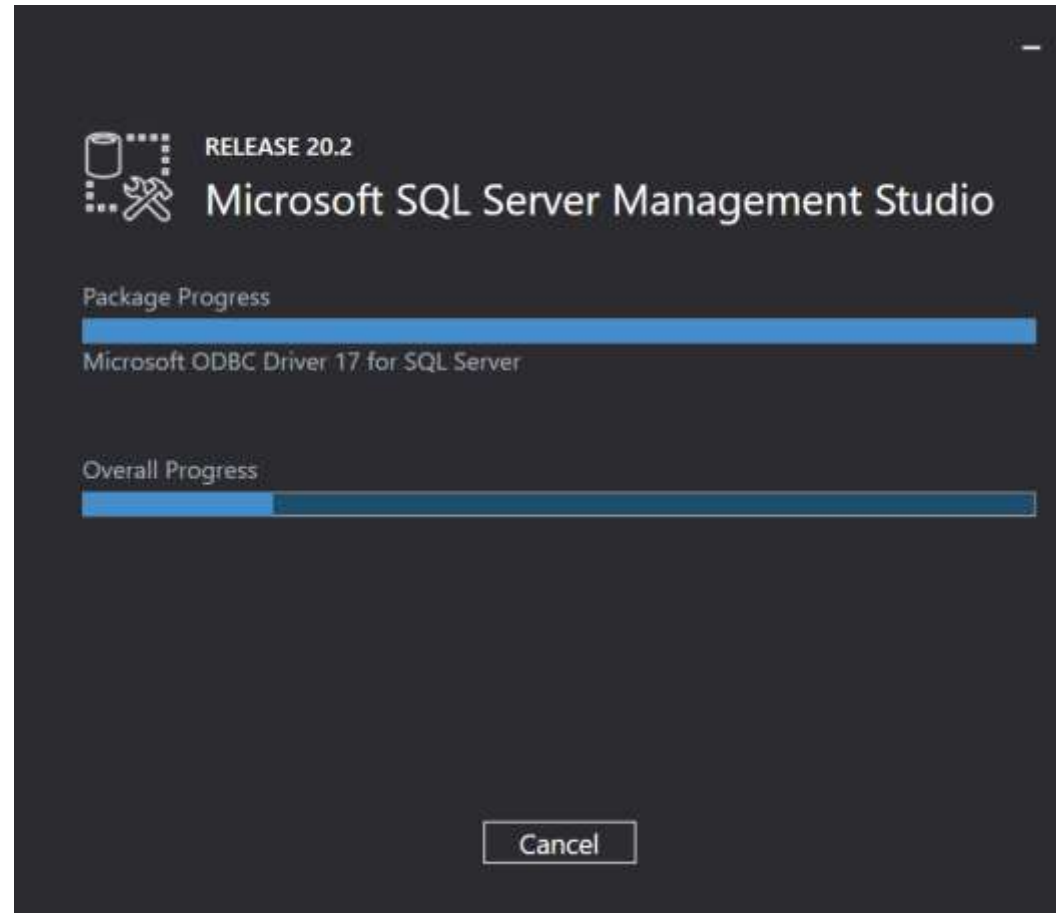 RELEASE 20.2
Microsoft SQL Server Management Studio
Package Progress
Microsoft ODBC Driver 17 for SQL Server
Overall Progress
Cancel